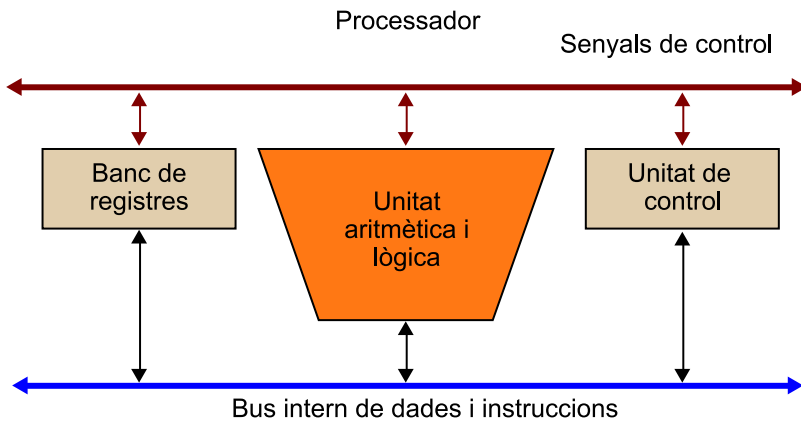 Processador
Senyals de control
Banc de
registres
Unitat
aritmètica i
lògica
Unitat de
control
Bus intern de dades i instruccions